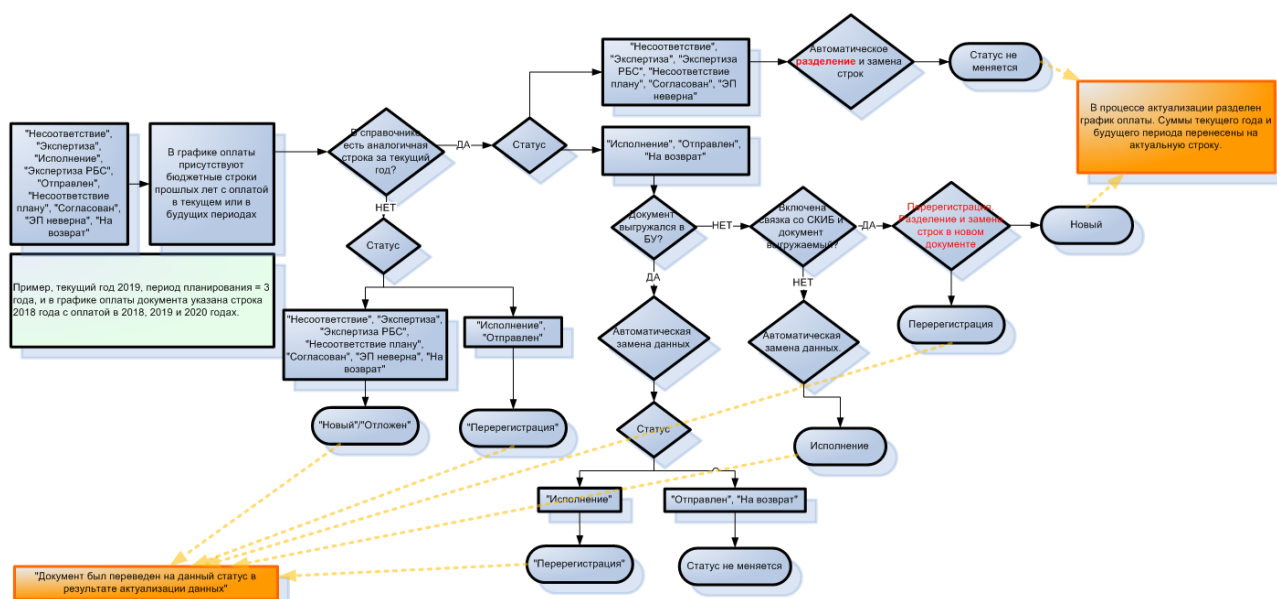 "Несоответствие",
"Экспертиза",
"Исполнение",
"Экспертиза РБС",
"Отправлен",
"Несоответствие
плану", "Согласован",
"ЭП неверна", "На
возврат"
В графике оплаты
присутствуют
бюджетные строки
прошлых лет с оплатой
в текущем или в
будущих периодах
Пример, текущий год 2019, период планирования = 3
года, и в графике оплаты документа указана строка
2018 года с оплатой в 2018, 2019 и 2020 годах.
В справочнике
есть аналогичная
строка за текущий
год?
ДА
НЕТ
Статус
"Несоответствие",
"Экспертиза", "Экспертиза
РБС", "Несоответствие
плану", "Согласован", "ЭП
неверна"
Автоматическое
разделение и замена
строк
Статус не
меняется
В процессе актуализации разделен
график оплаты. Суммы текущего года и
будущего периода перенесены на
актуальную строку.
"Исполнение", "Отправлен",
"На возврат"
Документ
выгружался в
БУ?
НЕТ
ДА
Включена
связка со СКИБ и
документ
выгружаемый?
ДА
НЕТ
Перерегистрация
Разделение и замена
строк в новом
документе
Новый
Перерегистрация
Статус
"Несоответствие", "Экспертиза",
"Экспертиза РБС",
"Несоответствие плану",
"Согласован", "ЭП неверна", "На
возврат"
"Исполнение",
"Отправлен"
"Новый"/"Отложен"
"Перерегистрация"
Автоматическая
замена данных
Автоматическая
замена данных.
Статус
Исполнение
"Исполнение"
"Отправлен", "На возврат"
"Перерегистрация"
Статус не меняется
"Документ был переведен на данный статус в
результате актуализации данных"